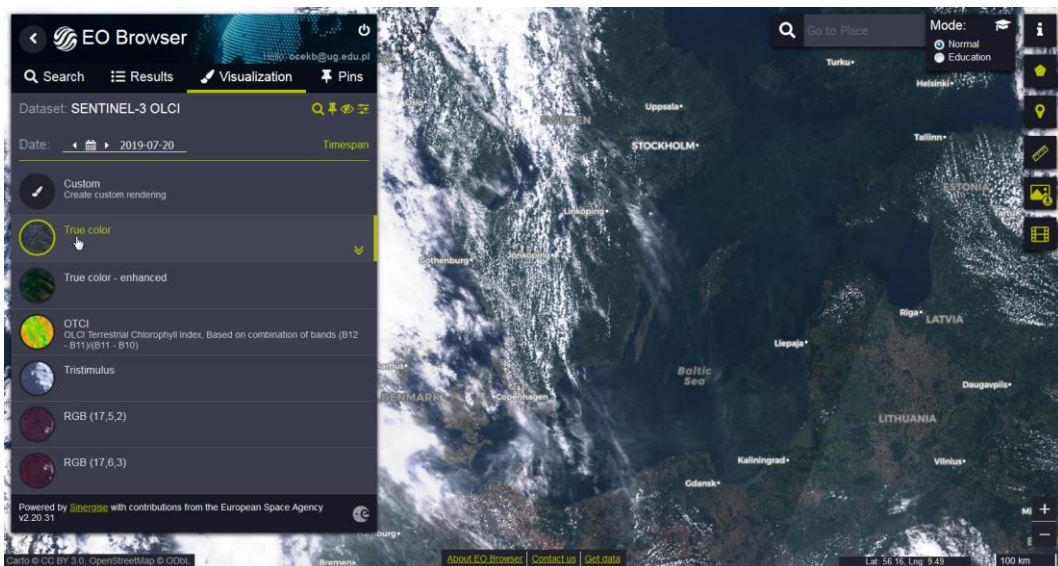 EO Browser
Hello, ocekb@ug.edu.pl
Search
Results
Visualization
Pins
Dataset: SENTINEL-3 OLCI
Date: 2019-07-20
Timespan
Custom
Create custom rendering
True color
True color - enhanced
OTCI
OLCI Terrestrial Chlorophyll Index, Based on combination of bands (B12
- B11)/(B11 - B10)
Tristimulus
RGB (17,5,2)
RGB (17,6,3)
Powered by Sinergise with contributions from the European Space Agency
v2.20.31
Carto © CC BY 3.0, OpenStreetMap © ODbL
Go to Place
Mode:
Normal
Education
Turku
Helsinki
Uppsala
SWEDEN
STOCKHOLM
Tallinn
ESTONIA
Tartu
Linköping
Jönköping
Gothenburg
Riga
LATVIA
Liepaja
Baltic
Sea
DENMARK
Copenhagen
Daugavpils
LITHUANIA
Kaliningrad
Vilnius
Gdansk
Bremen
About EO Browser
Contact us
Get data
Lat: 56.16, Lng: 9.49
100 km